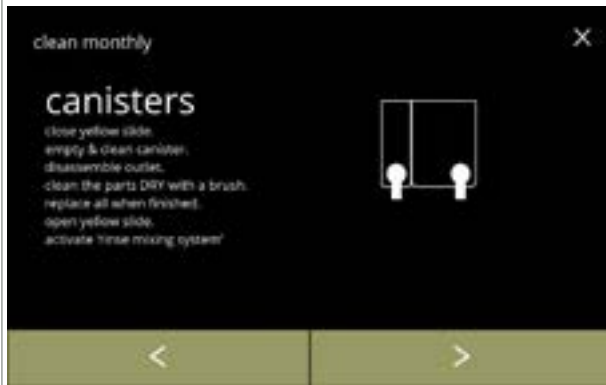 clean monthly
canisters
close yellow slide.
empty & clean canister.
disassemble outlet.
clean the parts DRY with a brush.
replace all when finished.
open yellow slide.
activate 'rinse mixing system'